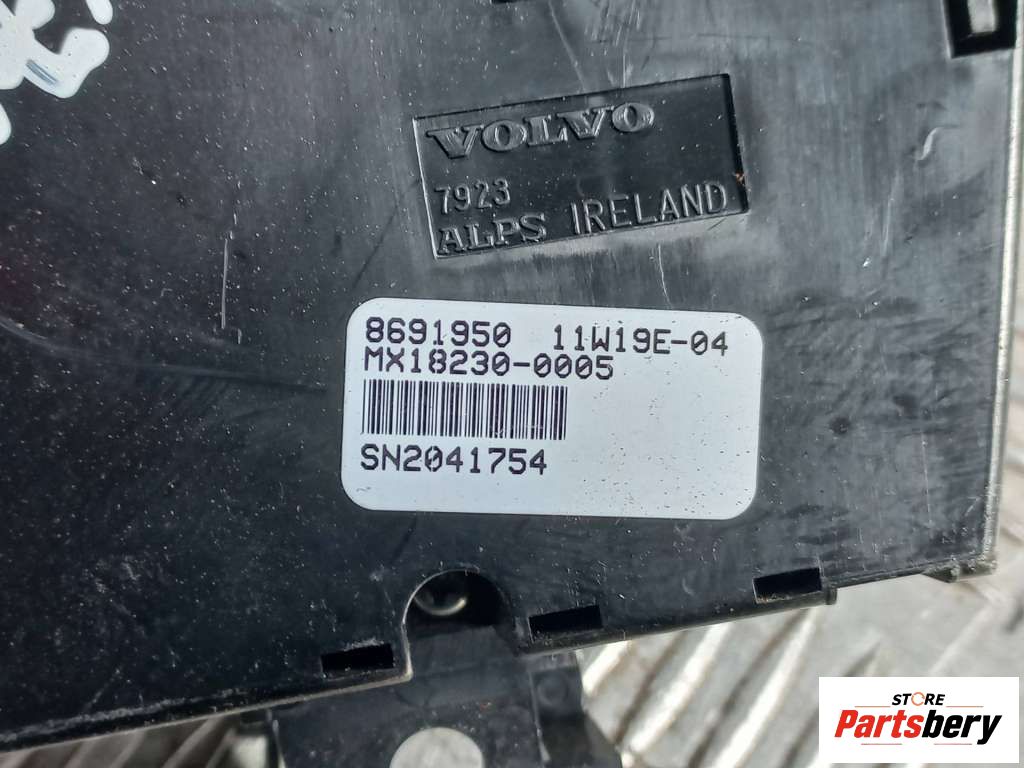 VOLVO
7923
ALPS IRELAND
8691950 11W19E-04
MX18230-0005
SN2041754
STORE
Partsbery